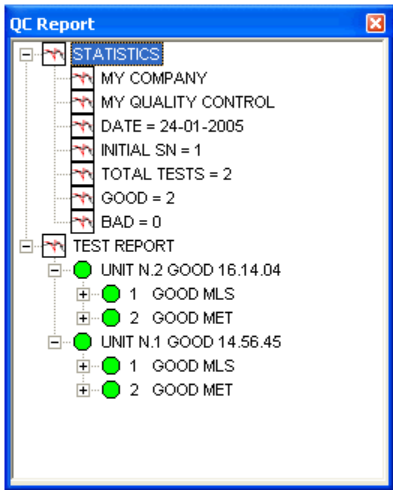 QC Report
STATISTICS
MY COMPANY
MY QUALITY CONTROL
DATE = 24-01-2005
INITIAL SN = 1
TOTAL TESTS = 2
GOOD = 2
BAD = 0
TEST REPORT
UNIT N.2 GOOD 16.14.04
1 GOOD MLS
2 GOOD MET
UNIT N.1 GOOD 14.56.45
1 GOOD MLS
2 GOOD MET